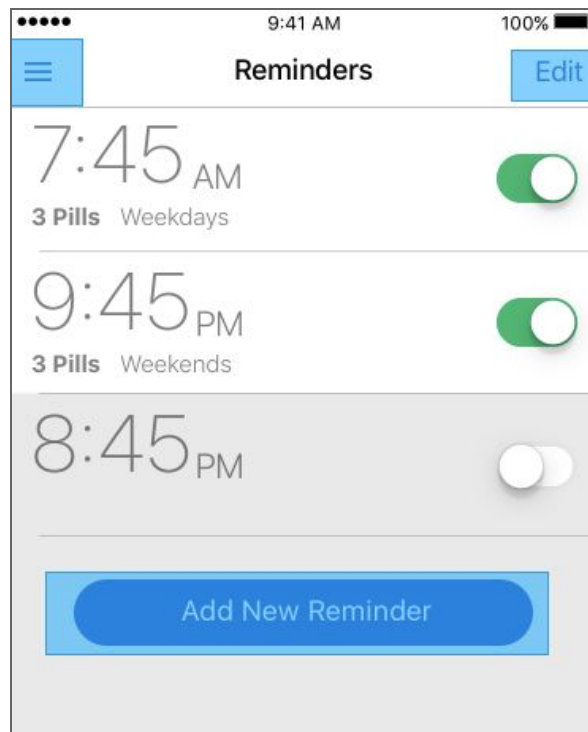 9:41 AM 100%
Reminders Edit
7:45 AM
3 Pills Weekdays
9:45 PM
3 Pills Weekends
8:45 PM
Add New Reminder